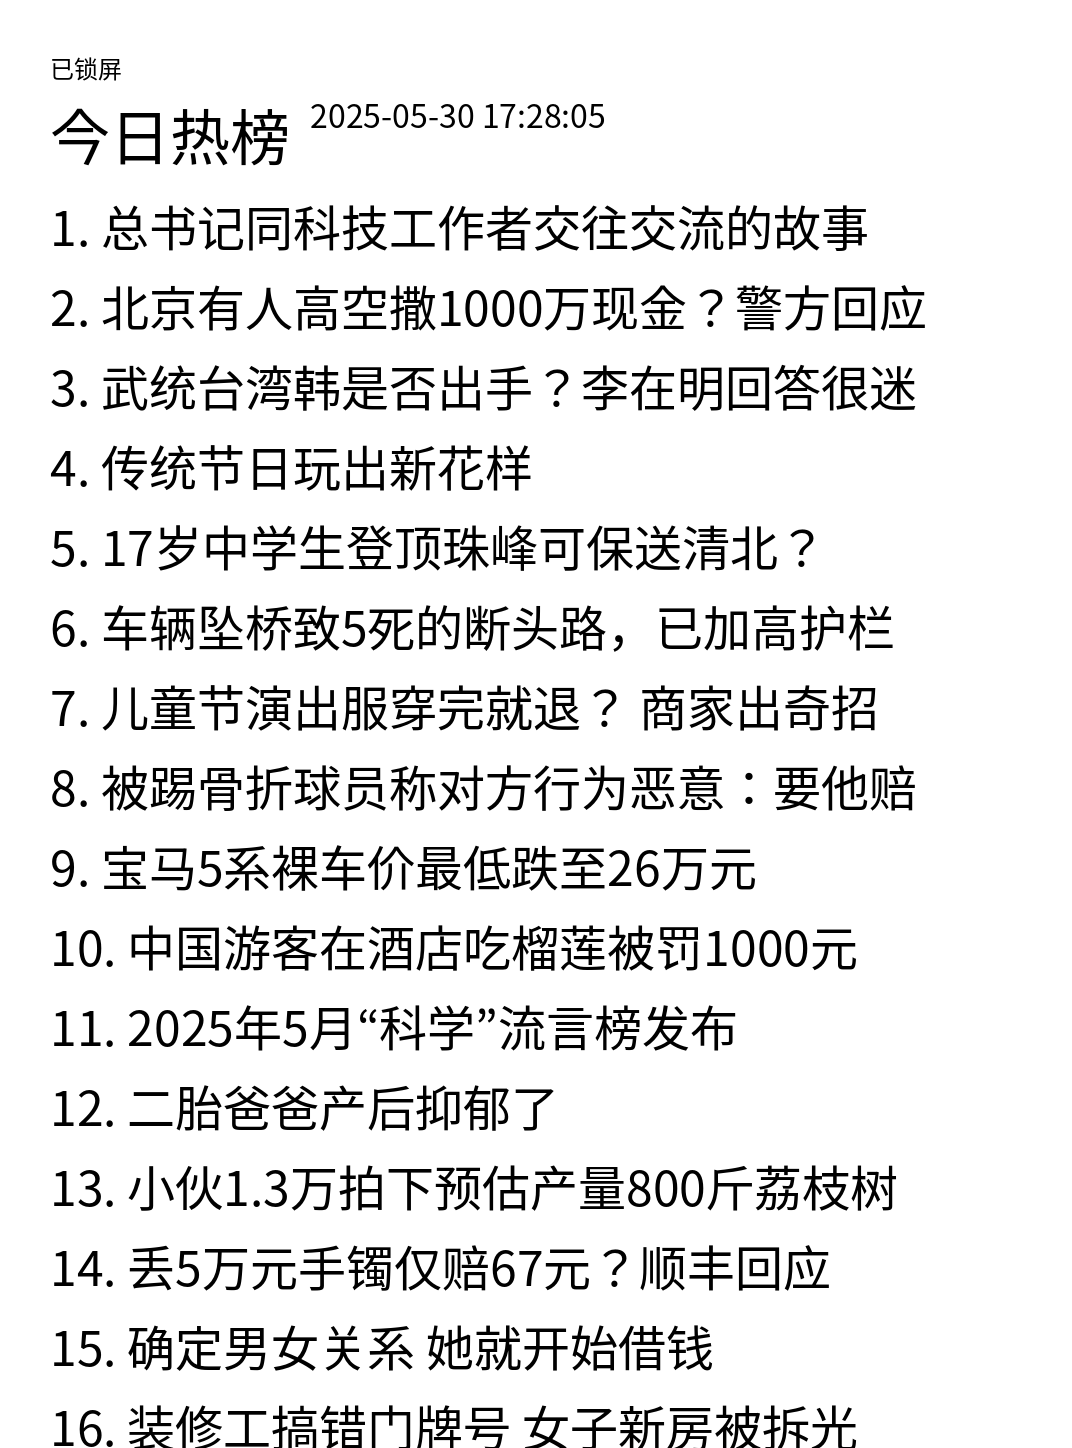 已锁屏
今日热榜 2025-05-30 17:28:05
1. 总书记同科技工作者交往交流的故事
2. 北京有人高空撒1000万现金？警方回应
3. 武统台湾韩是否出手？李在明回答很迷
4. 传统节日玩出新花样
5. 17岁中学生登顶珠峰可保送清北？
6. 车辆坠桥致5死的断头路，已加高护栏
7. 儿童节演出服穿完就退？ 商家出奇招
8. 被踢骨折球员称对方行为恶意：要他赔
9. 宝马5系裸车价最低跌至26万元
10. 中国游客在酒店吃榴莲被罚1000元
11. 2025年5月“科学”流言榜发布
12. 二胎爸爸产后抑郁了
13. 小伙1.3万拍下预估产量800斤荔枝树
14. 丢5万元手镯仅赔67元？顺丰回应
15. 确定男女关系 她就开始借钱
16. 装修工搞错门牌号 女子新房被拆光